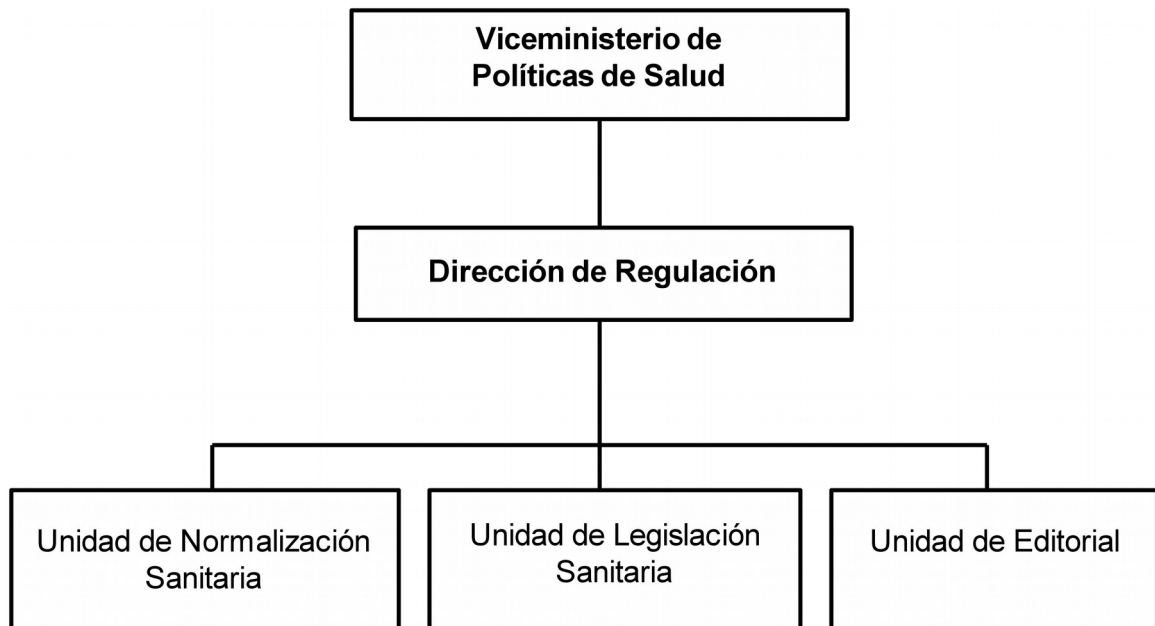 Viceministerio de
Políticas de Salud
Dirección de Regulación
Unidad de Normalización
Sanitaria
Unidad de Legislación
Sanitaria
Unidad de Editorial